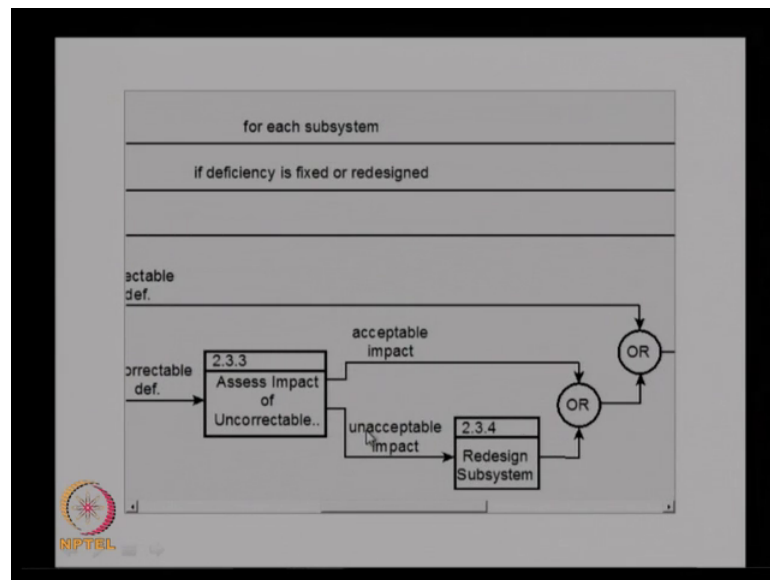 for each subsystem
if deficiency is fixed or redesigned
ectable
def.
acceptable
impact
OR
orrectable
def.
2.3.3
Assess Impact
of
Uncorrectable..
OR
unacceptable
impact
2.3.4
Redesign
Subsystem
NPTEL